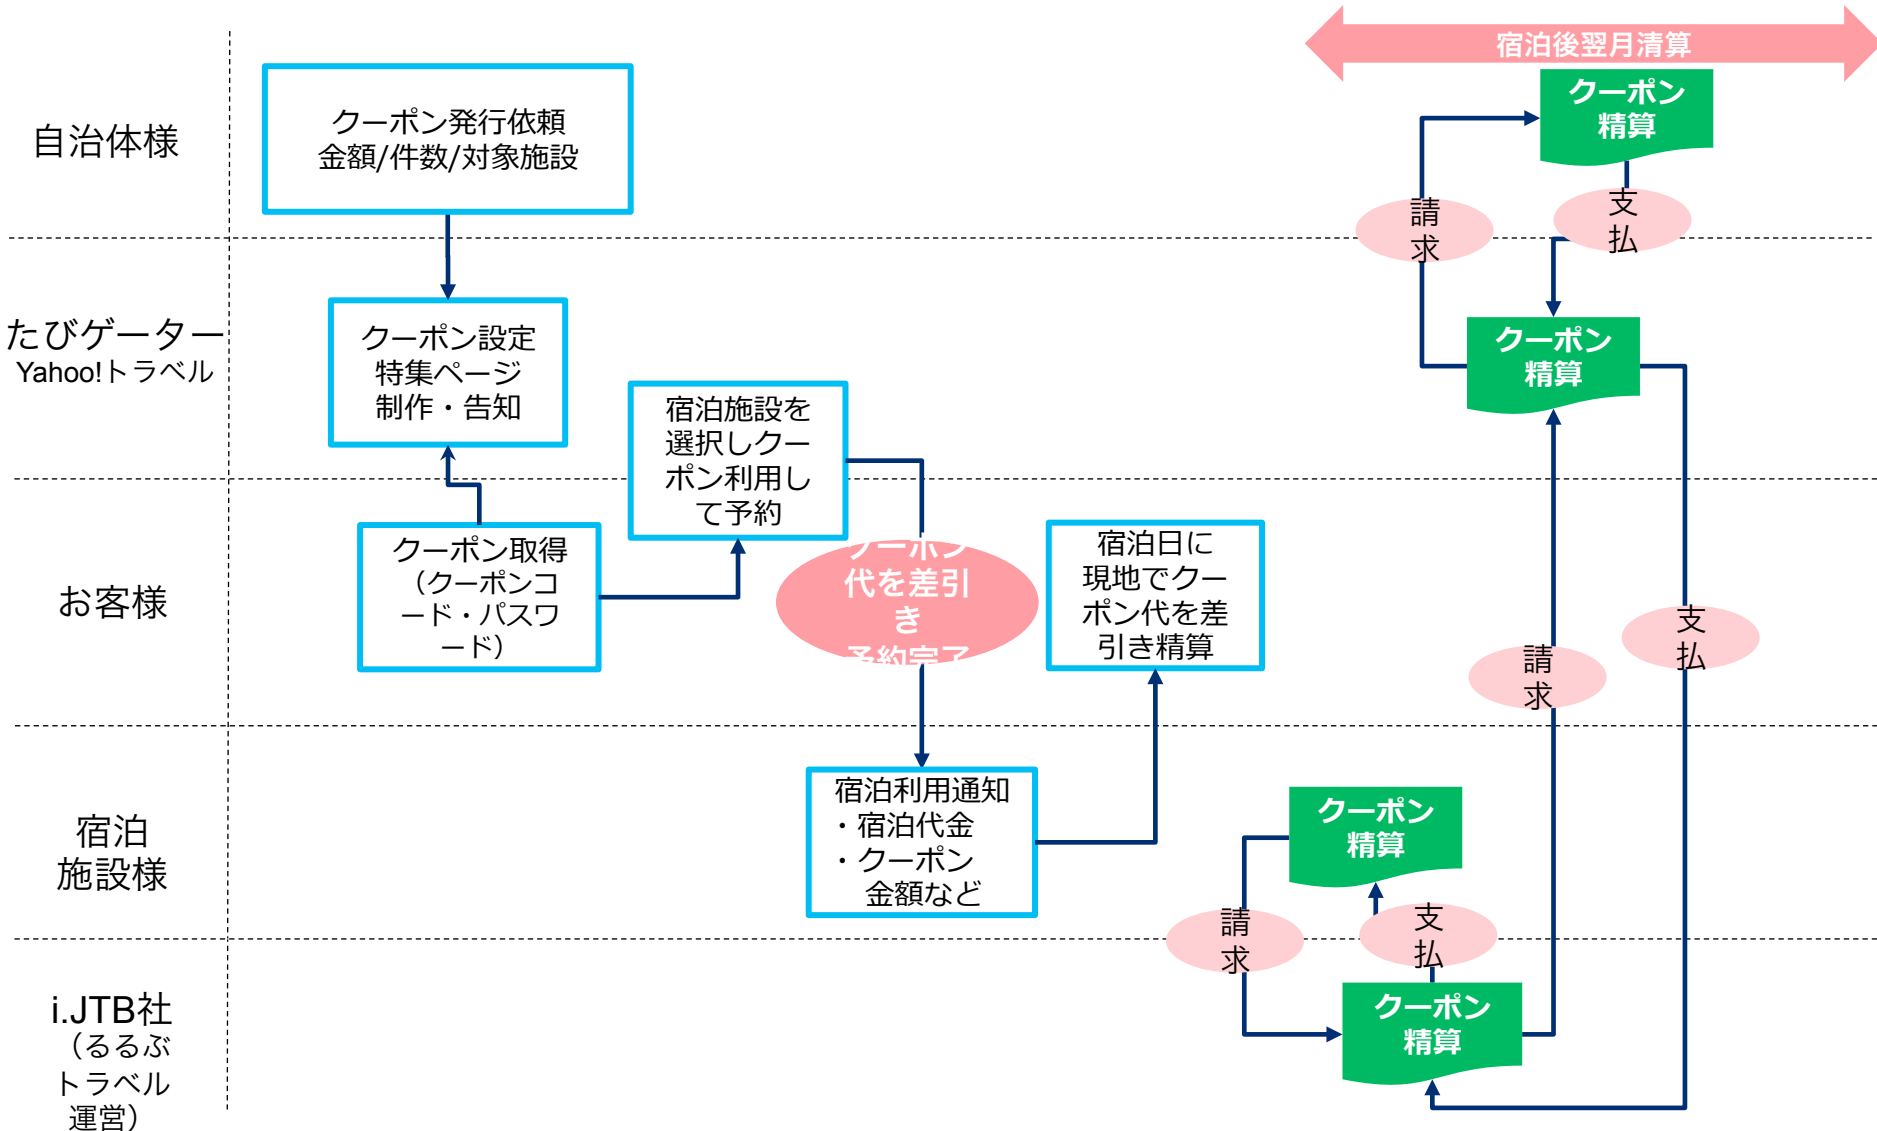 宿泊後翌月清算
自治体様
クーポン発行依頼
金額/件数/対象施設
クーポン
精算
請
求
支
払
たびゲーター
Yahoo!トラベル
クーポン設定
特集ページ
制作・告知
宿泊施設を
選択しクー
ポン利用し
て予約
クーポン
精算
お客様
クーポン取得
（クーポンコ
ード・パスワ
ード）
クーポン
代を差引
き
予約完了
宿泊日に
現地でクー
ポン代を差
引き精算
請
求
支
払
宿泊
施設様
宿泊利用通知
・宿泊代金
・クーポン
金額など
クーポン
精算
請
求
支
払
i.JTB社
（るるぶ
トラベル
運営）
クーポン
精算